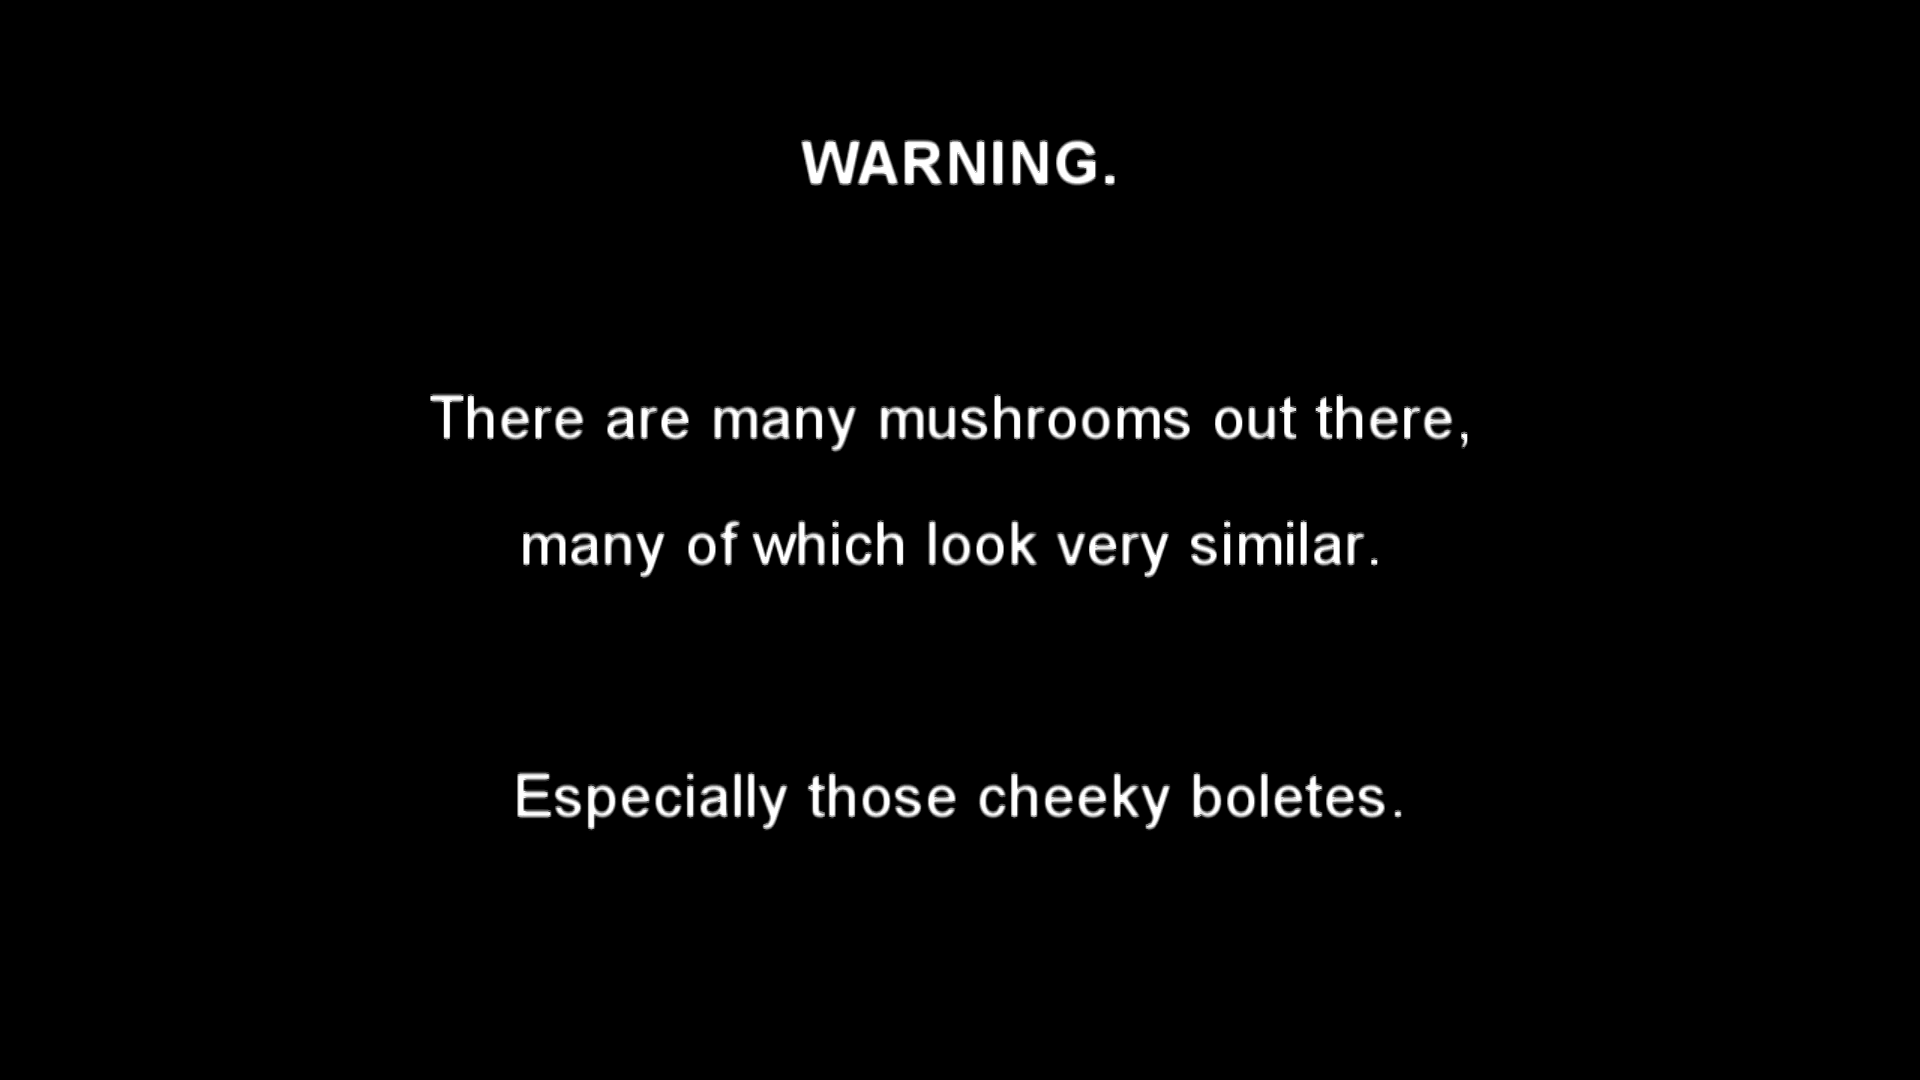 WARNING.
There are many mushrooms out there,
many of which look very similar.
Especially those cheeky boletes.